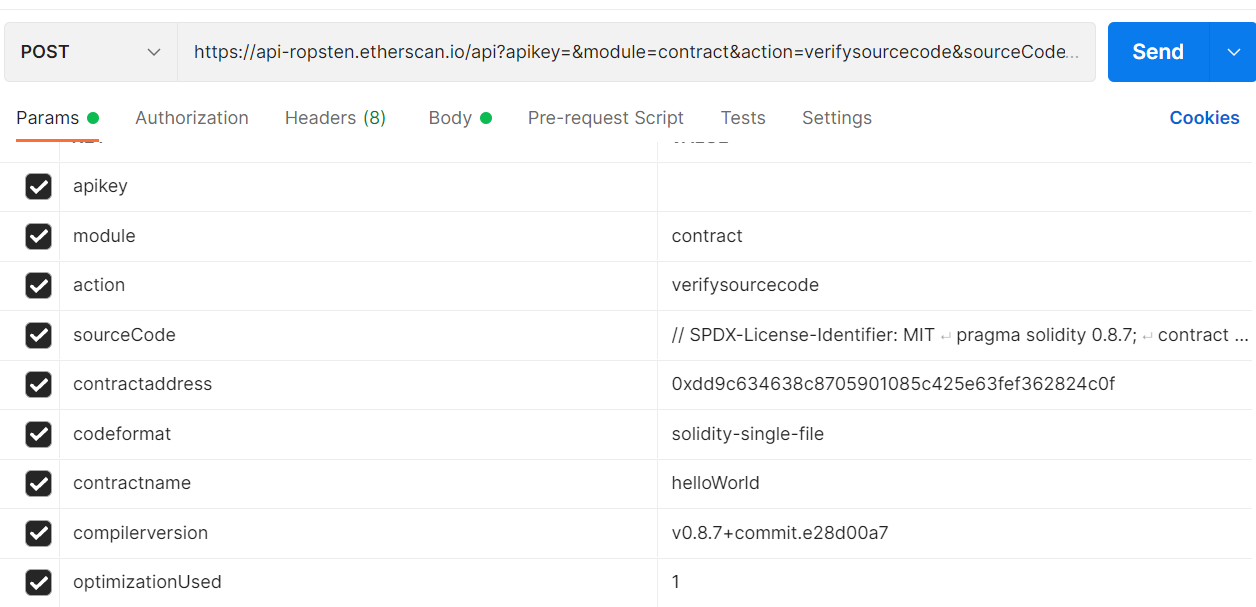 POST https://api-ropsten.etherscan.io/api?apikey=&module=contract&action=verifysourcecode&sourceCode... Send
Params Authorization Headers (8) Body Pre-request Script Tests Settings Cookies
apikey
module contract
action verifysourcecode
sourceCode // SPDX-License-Identifier: MIT ↵ pragma solidity 0.8.7; ↵ contract ...
contractaddress 0xdd9c634638c8705901085c425e63fef362824c0f
codeformat solidity-single-file
contractname helloWorld
compilerversion v0.8.7+commit.e28d00a7
optimizationUsed 1